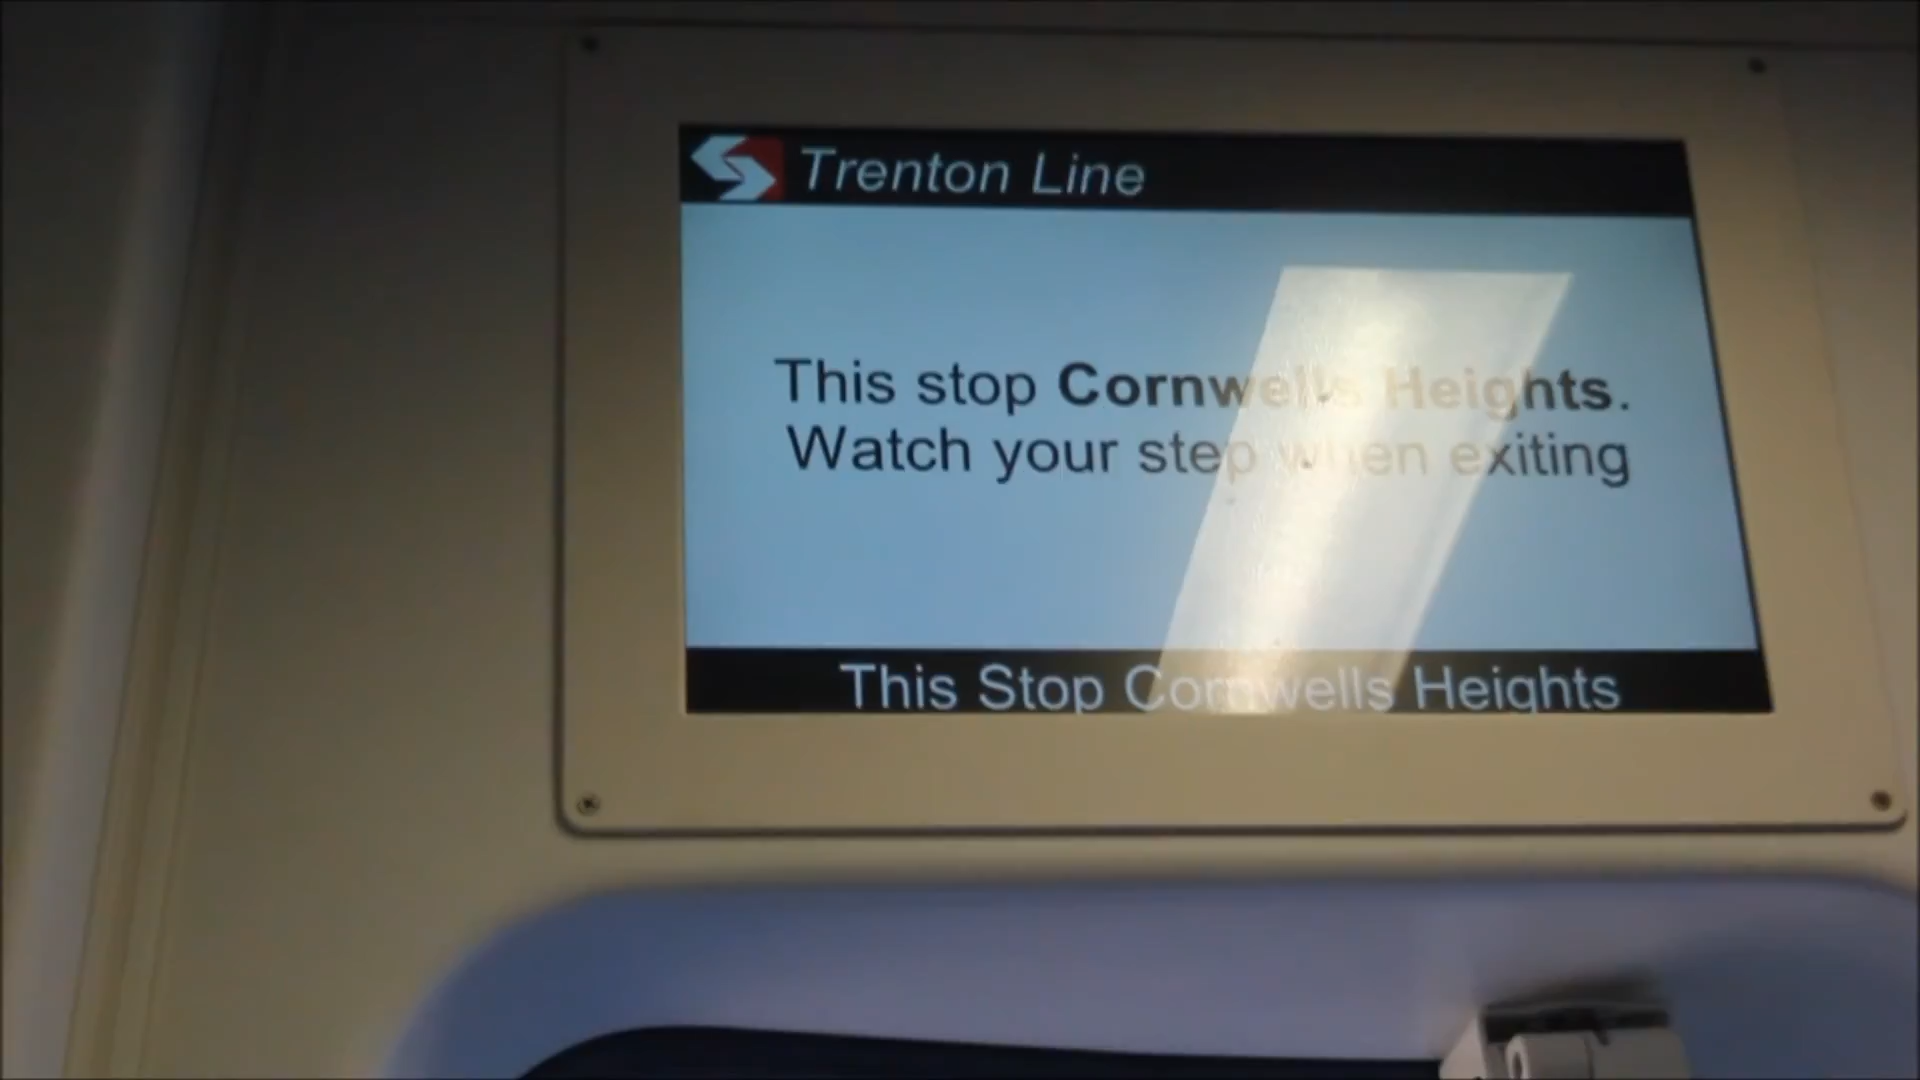 Trenton Line
This stop Cornwells Heights.
Watch your step when exiting
This Stop Cornwells Heights